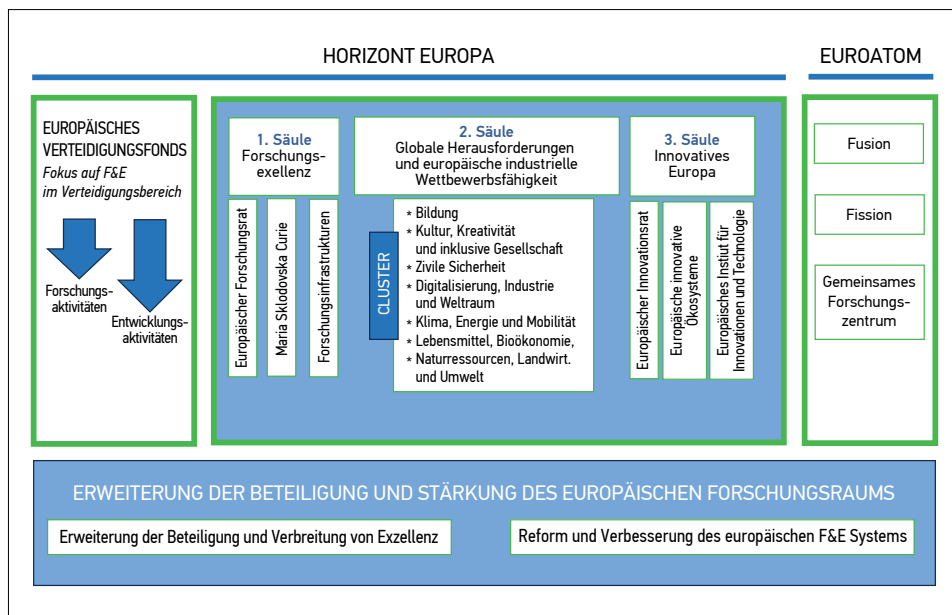 HORIZONT EUROPA
EUROATOM
EUROPÄISCHES
VERTEIDIGUNGSFONDS
Fokus auf F&E
im Verteidigungsbereich
Forschungs-
aktivitäten
Entwicklungs-
aktivitäten
1. Säule
Forschungs-
exellenz
Europäischer Forschungsrat
Maria Sklodovska Curie
Forschungsinfrastrukturen
2. Säule
Globale Herausforderungen
und europäische industrielle
Wettbewerbsfähigkeit
CLUSTER
* Bildung
* Kultur, Kreativität
und inklusive Gesellschaft
* Zivile Sicherheit
* Digitalisierung, Industrie
und Weltraum
* Klima, Energie und Mobilität
* Lebensmittel, Bioökonomie,
* Naturressourcen, Landwirt.
und Umwelt
3. Säule
Innovatives
Europa
Europäischer Innovationsrat
Europäische innovative
Ökosysteme
Europäisches Institut für
Innovationen und Technologie
Fusion
Fission
Gemeinsames
Forschungs-
zentrum
ERWEITERUNG DER BETEILIGUNG UND STÄRKUNG DES EUROPÄISCHEN FORSCHUNGSRAUMS
Erweiterung der Beteiligung und Verbreitung von Exzellenz
Reform und Verbesserung des europäischen F&E Systems